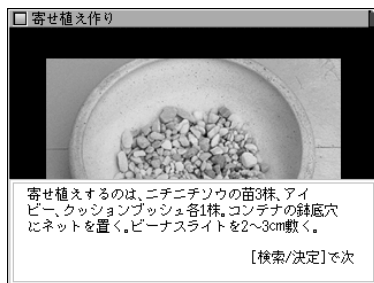 寄せ植え作り
寄せ植えするのは、ニチニチソウの苗3株、アイ
ビー、クッションブッシュ各1株。コンテナの鉢底穴
にネットを置く。ビーナスライトを2～3cm敷く。
[検索/決定]で次